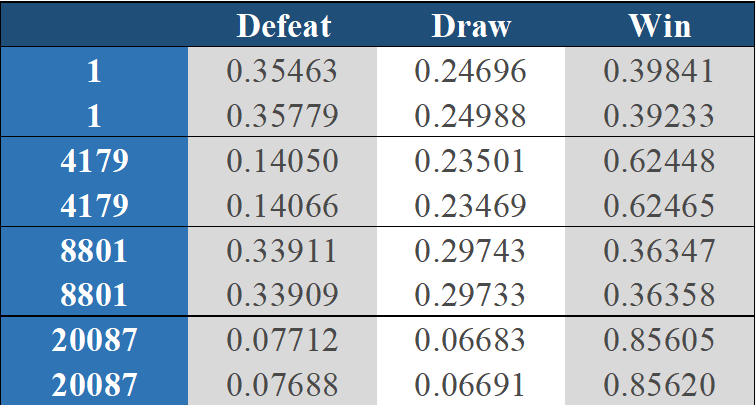 Defeat Draw Win
1 0.35463 0.24696 0.39841
1 0.35779 0.24988 0.39233
4179 0.14050 0.23501 0.62448
4179 0.14066 0.23469 0.62465
8801 0.33911 0.29743 0.36347
8801 0.33909 0.29733 0.36358
20087 0.07712 0.06683 0.85605
20087 0.07688 0.06691 0.85620